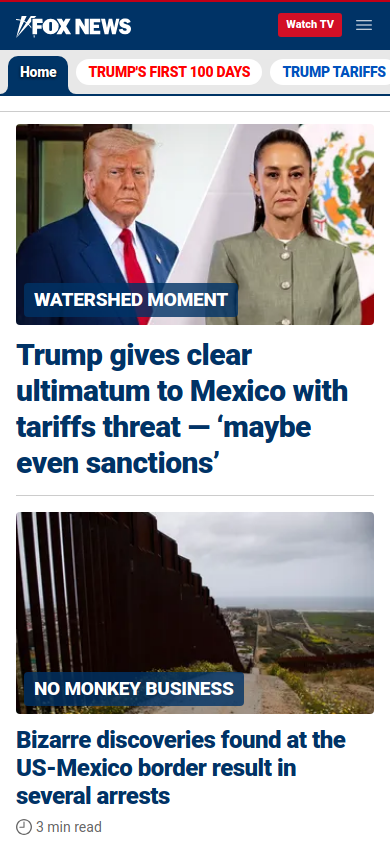 FOX NEWS
Watch TV
Home
TRUMP'S FIRST 100 DAYS
TRUMP TARIFFS
WATERSHED MOMENT
Trump gives clear
ultimatum to Mexico with
tariffs threat — ‘maybe
even sanctions’
NO MONKEY BUSINESS
Bizarre discoveries found at the
US-Mexico border result in
several arrests
3 min read